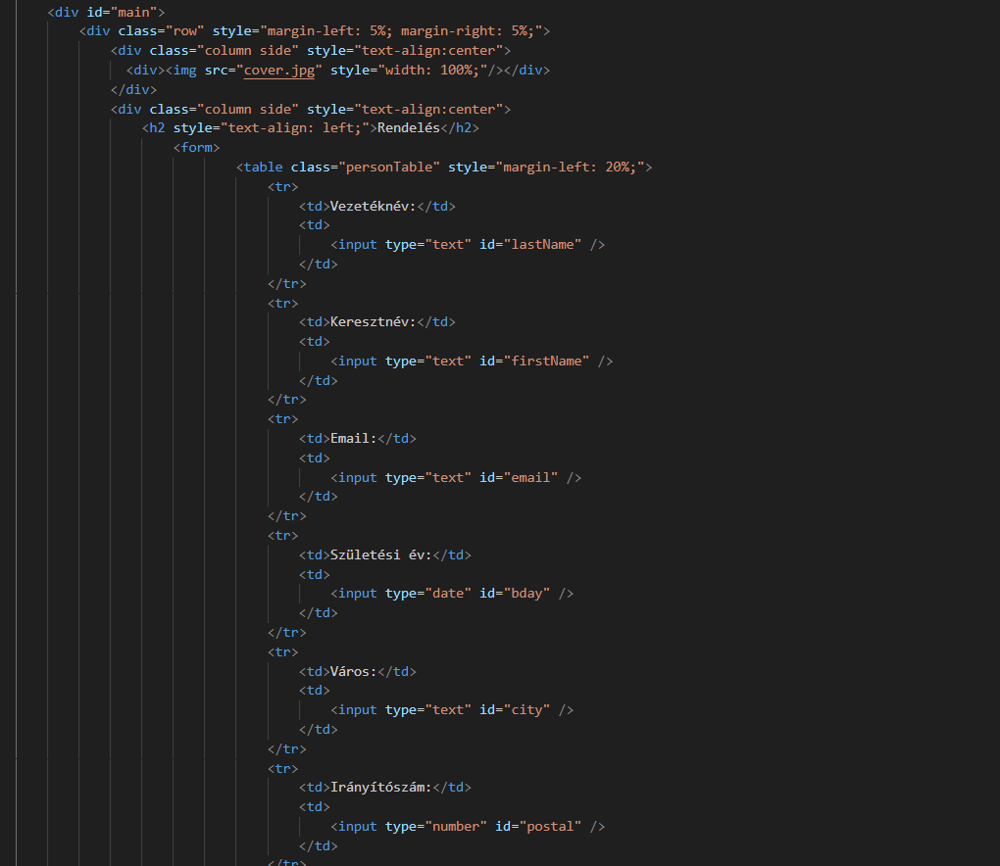 <div id="main">
<div class="row" style="margin-left: 5%; margin-right: 5%;">
<div class="column side" style="text-align:center">
<div><img src="cover.jpg" style="width: 100%;"/></div>
</div>
<div class="column side" style="text-align:center">
<h2 style="text-align: left;">Rendelés</h2>
<form>
<table class="personTable" style="margin-left: 20%;">
<tr>
<td>Vezetéknév:</td>
<td>
<input type="text" id="lastName" />
</td>
</tr>
<tr>
<td>Keresztnév:</td>
<td>
<input type="text" id="firstName" />
</td>
</tr>
<tr>
<td>Email:</td>
<td>
<input type="text" id="email" />
</td>
</tr>
<tr>
<td>Születési év:</td>
<td>
<input type="date" id="bday" />
</td>
</tr>
<tr>
<td>Város:</td>
<td>
<input type="text" id="city" />
</td>
</tr>
<tr>
<td>Irányítószám:</td>
<td>
<input type="number" id="postal" />
</td>
</tr>